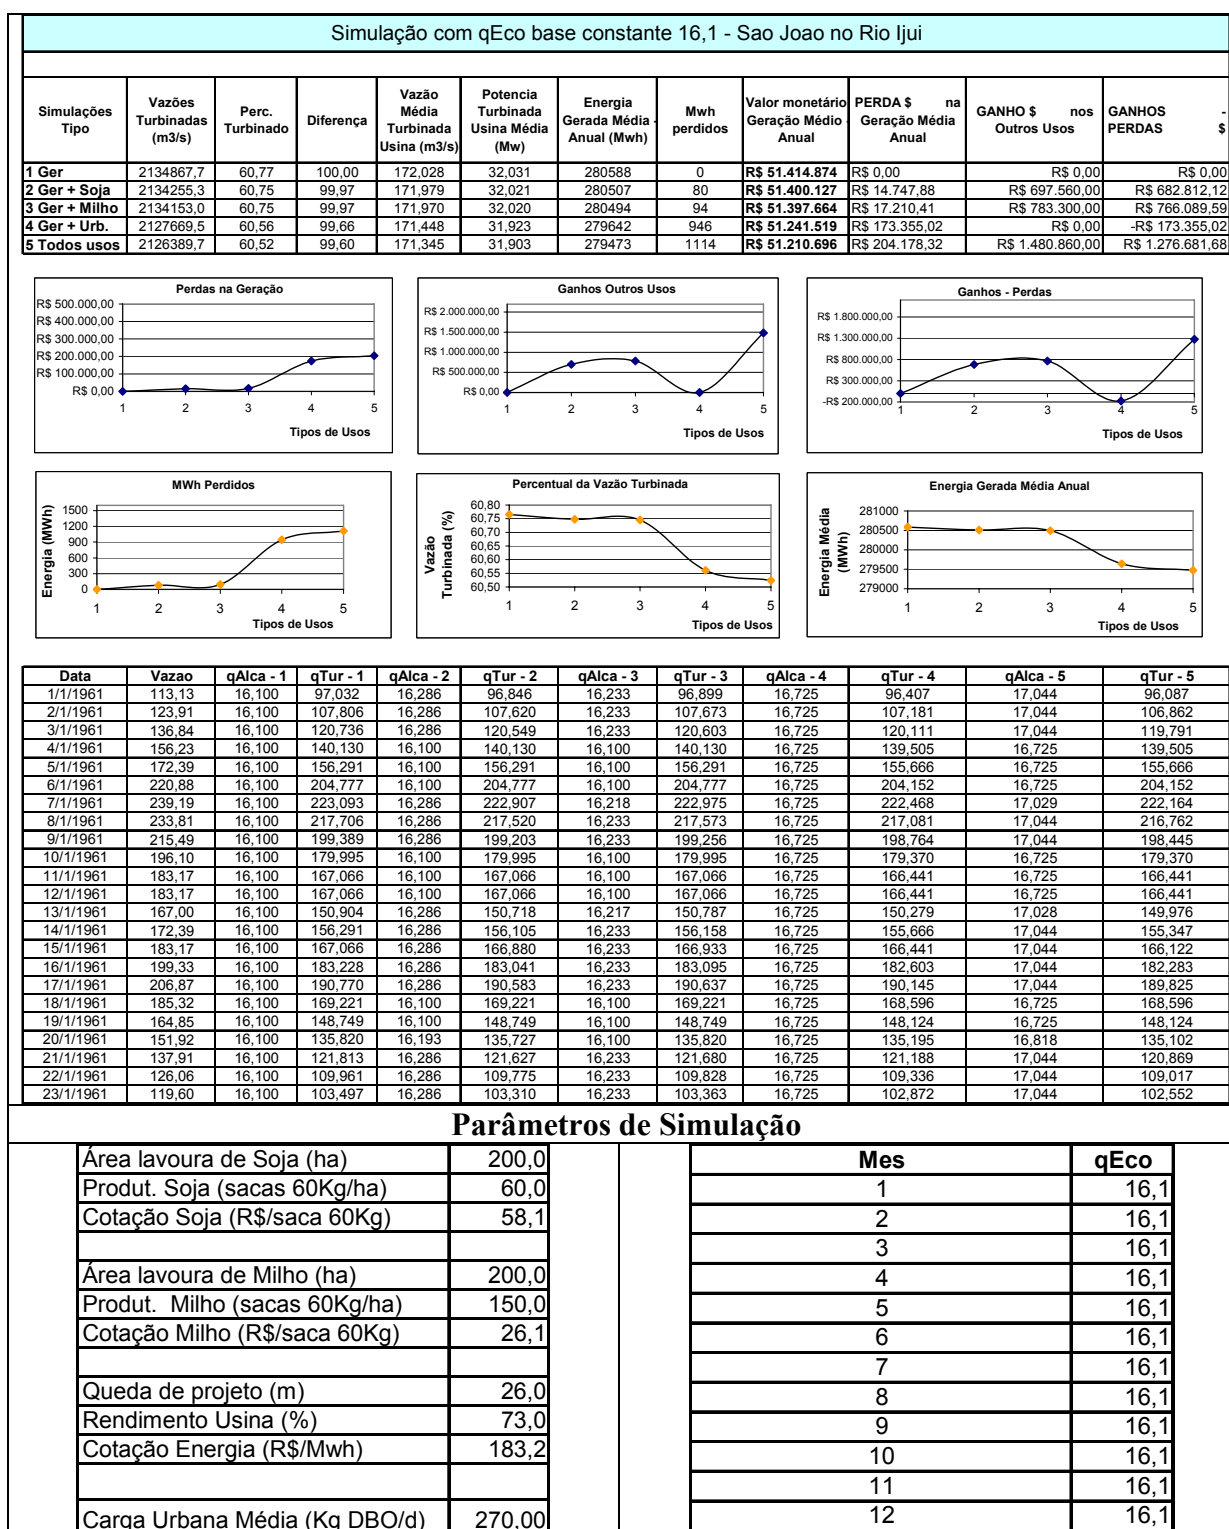 Simulação com qEco base constante 16,1 - Sao Joao no Rio Ijui
Simulações Tipo | Vazões Turbinadas (m3/s) | Perc. Turbinado | Diferença | Vazão Média Turbinada Usina (m3/s) | Potencia Turbinada Usina Média (Mw) | Energia Gerada Média - Anual (Mwh) | Mwh perdidos | Valor monetário Geração Médio - Anual | PERDA $ na Geração Média Anual | GANHO $ nos Outros Usos | GANHOS - PERDAS $
1 Ger | 2134867,7 | 60,77 | 100,00 | 172,028 | 32,031 | 280588 | 0 | R$ 51.414.874 | R$ 0,00 | R$ 0,00 | R$ 0,00
2 Ger + Soja | 2134255,3 | 60,75 | 99,97 | 171,979 | 32,021 | 280507 | 80 | R$ 51.400.127 | R$ 14.747,88 | R$ 697.560,00 | R$ 682.812,12
3 Ger + Milho | 2134153,0 | 60,75 | 99,97 | 171,970 | 32,020 | 280494 | 94 | R$ 51.397.664 | R$ 17.210,41 | R$ 783.300,00 | R$ 766.089,59
4 Ger + Urb. | 2127669,5 | 60,56 | 99,66 | 171,448 | 31,923 | 279642 | 946 | R$ 51.241.519 | R$ 173.355,02 | R$ 0,00 | -R$ 173.355,02
5 Todos usos | 2126389,7 | 60,52 | 99,60 | 171,345 | 31,903 | 279473 | 1114 | R$ 51.210.696 | R$ 204.178,32 | R$ 1.480.860,00 | R$ 1.276.681,68
Perdas na Geração
R$ 500.000,00
R$ 400.000,00
R$ 300.000,00
R$ 200.000,00
R$ 100.000,00
R$ 0,00
1 2 3 4 5
Tipos de Usos
Ganhos Outros Usos
R$ 2.000.000,00
R$ 1.500.000,00
R$ 1.000.000,00
R$ 500.000,00
R$ 0,00
1 2 3 4 5
Tipos de Usos
Ganhos - Perdas
R$ 1.800.000,00
R$ 1.300.000,00
R$ 800.000,00
R$ 300.000,00
-R$ 200.000,00
1 2 3 4 5
Tipos de Usos
MWh Perdidos
Energia (MWh)
1500
1200
900
600
300
0
1 2 3 4 5
Tipos de Usos
Percentual da Vazão Turbinada
Vazão Turbinada (%)
60,80
60,75
60,70
60,65
60,60
60,55
60,50
1 2 3 4 5
Tipos de Usos
Energia Gerada Média Anual
Energia Média (MWh)
281000
280500
280000
279500
279000
1 2 3 4 5
Tipos de Usos
Data | Vazao | qAlca - 1 | qTur - 1 | qAlca - 2 | qTur - 2 | qAlca - 3 | qTur - 3 | qAlca - 4 | qTur - 4 | qAlca - 5 | qTur - 5
1/1/1961 | 113,13 | 16,100 | 97,032 | 16,286 | 96,846 | 16,233 | 96,899 | 16,725 | 96,407 | 17,044 | 96,087
2/1/1961 | 123,91 | 16,100 | 107,806 | 16,286 | 107,620 | 16,233 | 107,673 | 16,725 | 107,181 | 17,044 | 106,862
3/1/1961 | 136,84 | 16,100 | 120,736 | 16,286 | 120,549 | 16,233 | 120,603 | 16,725 | 120,111 | 17,044 | 119,791
4/1/1961 | 156,23 | 16,100 | 140,130 | 16,100 | 140,130 | 16,100 | 140,130 | 16,725 | 139,505 | 16,725 | 139,505
5/1/1961 | 172,39 | 16,100 | 156,291 | 16,100 | 156,291 | 16,100 | 156,291 | 16,725 | 155,666 | 16,725 | 155,666
6/1/1961 | 220,88 | 16,100 | 204,777 | 16,100 | 204,777 | 16,100 | 204,777 | 16,725 | 204,152 | 16,725 | 204,152
7/1/1961 | 239,19 | 16,100 | 223,093 | 16,286 | 222,907 | 16,218 | 222,975 | 16,725 | 222,468 | 17,029 | 222,164
8/1/1961 | 233,81 | 16,100 | 217,706 | 16,286 | 217,520 | 16,233 | 217,573 | 16,725 | 217,081 | 17,044 | 216,762
9/1/1961 | 215,49 | 16,100 | 199,389 | 16,286 | 199,203 | 16,233 | 199,256 | 16,725 | 198,764 | 17,044 | 198,445
10/1/1961 | 196,10 | 16,100 | 179,995 | 16,100 | 179,995 | 16,100 | 179,995 | 16,725 | 179,370 | 16,725 | 179,370
11/1/1961 | 183,17 | 16,100 | 167,066 | 16,100 | 167,066 | 16,100 | 167,066 | 16,725 | 166,441 | 16,725 | 166,441
12/1/1961 | 183,17 | 16,100 | 167,066 | 16,100 | 167,066 | 16,100 | 167,066 | 16,725 | 166,441 | 16,725 | 166,441
13/1/1961 | 167,00 | 16,100 | 150,904 | 16,286 | 150,718 | 16,217 | 150,787 | 16,725 | 150,279 | 17,028 | 149,976
14/1/1961 | 172,39 | 16,100 | 156,291 | 16,286 | 156,105 | 16,233 | 156,158 | 16,725 | 155,666 | 17,044 | 155,347
15/1/1961 | 183,17 | 16,100 | 167,066 | 16,286 | 166,880 | 16,233 | 166,933 | 16,725 | 166,441 | 17,044 | 166,122
16/1/1961 | 199,33 | 16,100 | 183,228 | 16,286 | 183,041 | 16,233 | 183,095 | 16,725 | 182,603 | 17,044 | 182,283
17/1/1961 | 206,87 | 16,100 | 190,770 | 16,286 | 190,583 | 16,233 | 190,637 | 16,725 | 190,145 | 17,044 | 189,825
18/1/1961 | 185,32 | 16,100 | 169,221 | 16,100 | 169,221 | 16,100 | 169,221 | 16,725 | 168,596 | 16,725 | 168,596
19/1/1961 | 164,85 | 16,100 | 148,749 | 16,100 | 148,749 | 16,100 | 148,749 | 16,725 | 148,124 | 16,725 | 148,124
20/1/1961 | 151,92 | 16,100 | 135,820 | 16,193 | 135,727 | 16,100 | 135,820 | 16,725 | 135,195 | 16,818 | 135,102
21/1/1961 | 137,91 | 16,100 | 121,813 | 16,286 | 121,627 | 16,233 | 121,680 | 16,725 | 121,188 | 17,044 | 120,869
22/1/1961 | 126,06 | 16,100 | 109,961 | 16,286 | 109,775 | 16,233 | 109,828 | 16,725 | 109,336 | 17,044 | 109,017
23/1/1961 | 119,60 | 16,100 | 103,497 | 16,286 | 103,310 | 16,233 | 103,363 | 16,725 | 102,872 | 17,044 | 102,552
Parâmetros de Simulação
Área lavoura de Soja (ha) | 200,0
Produt. Soja (sacas 60Kg/ha) | 60,0
Cotação Soja (R$/saca 60Kg) | 58,1
Área lavoura de Milho (ha) | 200,0
Produt. Milho (sacas 60Kg/ha) | 150,0
Cotação Milho (R$/saca 60Kg) | 26,1
Queda de projeto (m) | 26,0
Rendimento Usina (%) | 73,0
Cotação Energia (R$/Mwh) | 183,2
Carga Urbana Média (Kg DBO/d) | 270,00
Mes | qEco
1 | 16,1
2 | 16,1
3 | 16,1
4 | 16,1
5 | 16,1
6 | 16,1
7 | 16,1
8 | 16,1
9 | 16,1
10 | 16,1
11 | 16,1
12 | 16,1